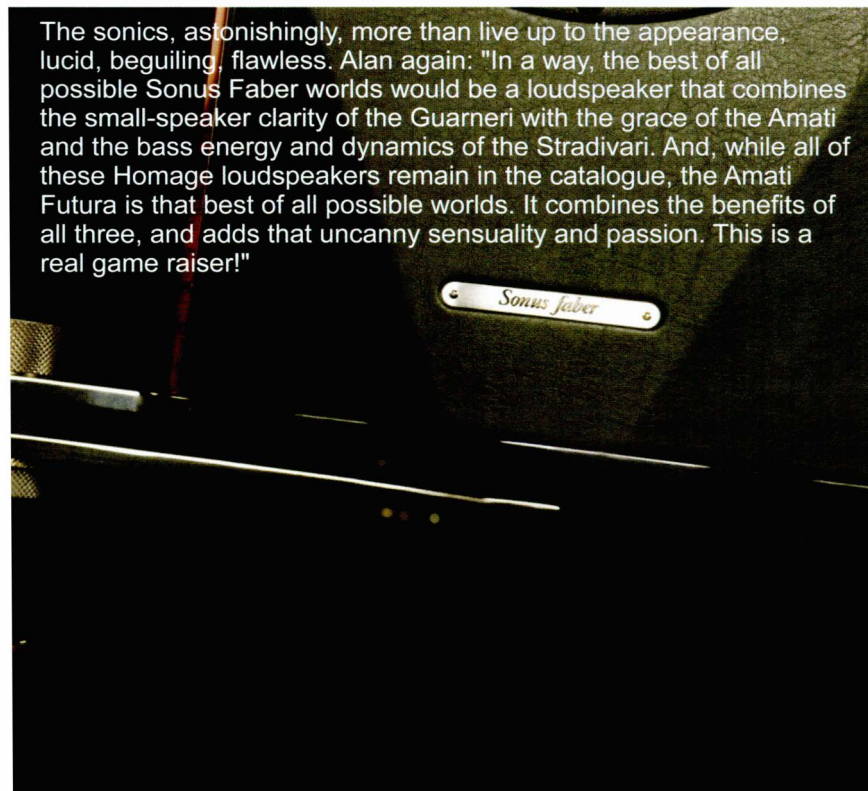 The sonics, astonishingly, more than live up to the appearance,
lucid, beguiling, flawless. Alan again: "In a way, the best of all
possible Sonus Faber worlds would be a loudspeaker that combines
the small-speaker clarity of the Guarneri with the grace of the Amati
and the bass energy and dynamics of the Stradivari. And, while all of
these Homage loudspeakers remain in the catalogue, the Amati
Futura is that best of all possible worlds. It combines the benefits of
all three, and adds that uncanny sensuality and passion. This is a
real game raiser!"
Sonus faber